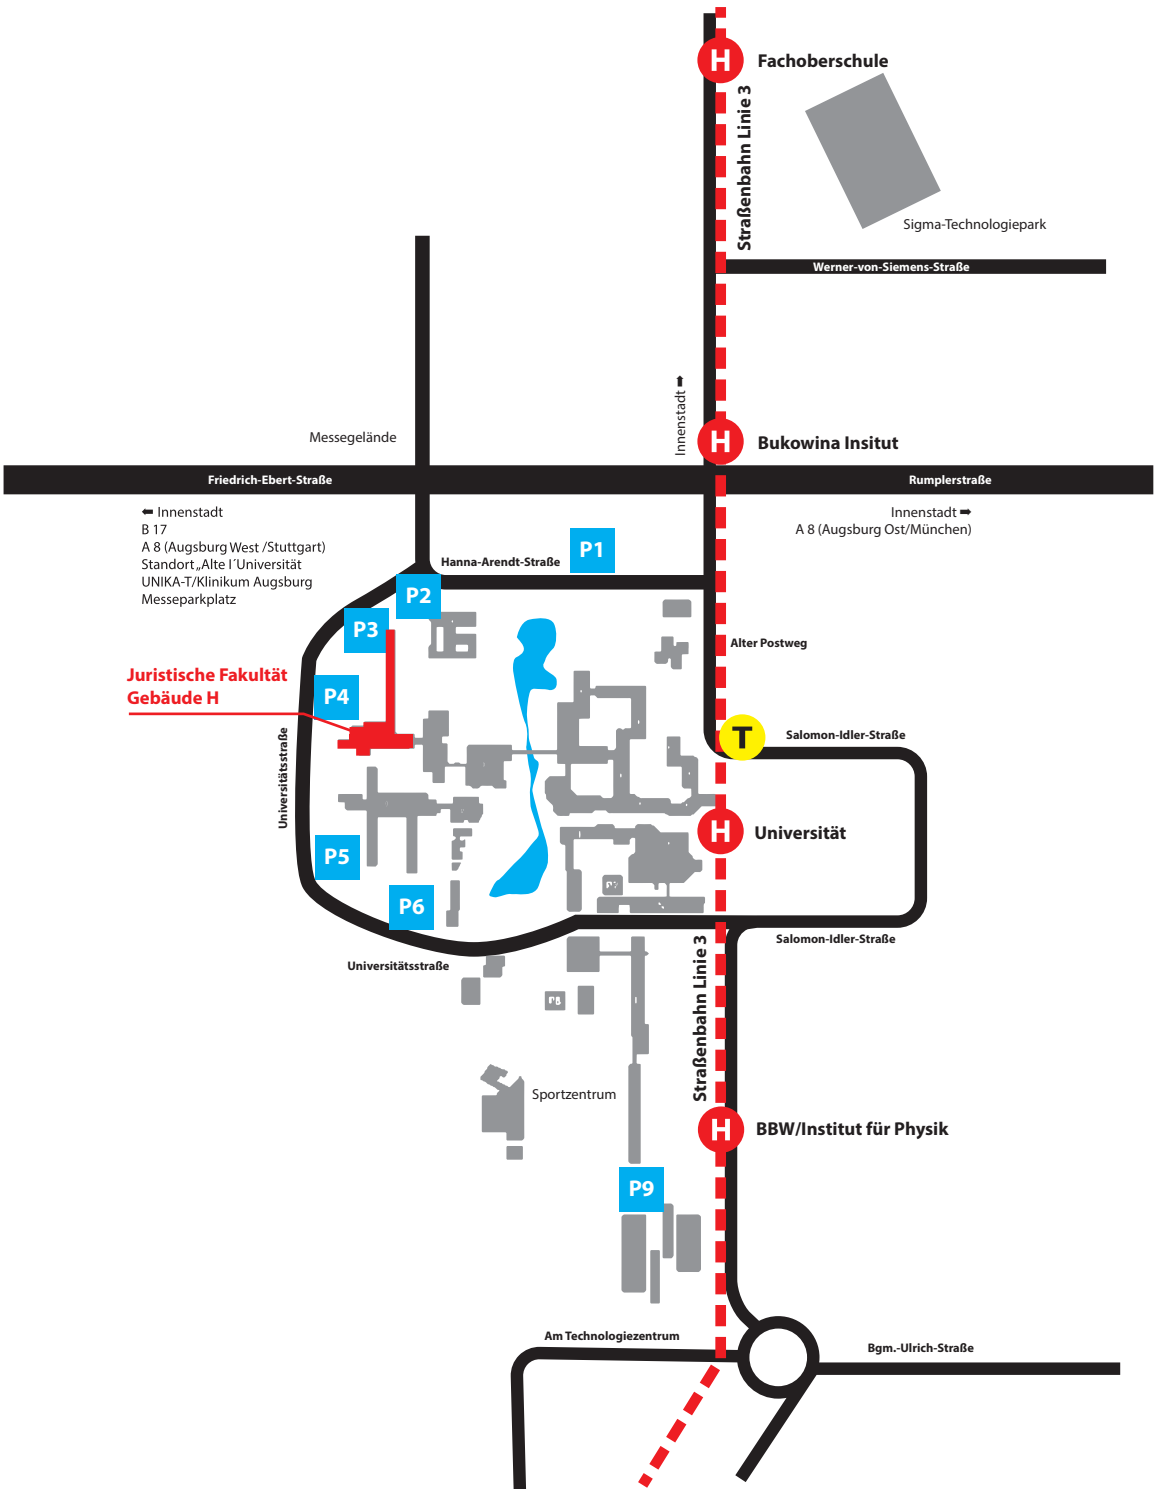 H
Fachoberschule
Straßenbahn Linie 3
Sigma-Technologiepark
Werner-von-Siemens-Straße
Innenstadt ➡
Messegelände
H
Bukowina Insitut
Friedrich-Ebert-Straße
Rumplerstraße
⬅ Innenstadt
B 17
A 8 (Augsburg West /Stuttgart)
Standort „Alte I´Universität
UNIKA-T/Klinikum Augsburg
Messeparkplatz
Innenstadt ➡
A 8 (Augsburg Ost/München)
P1
Hanna-Arendt-Straße
P2
P3
Alter Postweg
Juristische Fakultät
Gebäude H
P4
T
Salomon-Idler-Straße
Universitätsstraße
H
Universität
P5
P7
P6
Salomon-Idler-Straße
Universitätsstraße
Straßenbahn Linie 3
P8
Sportzentrum
H
BBW/Institut für Physik
P9
Am Technologiezentrum
Bgm.-Ulrich-Straße